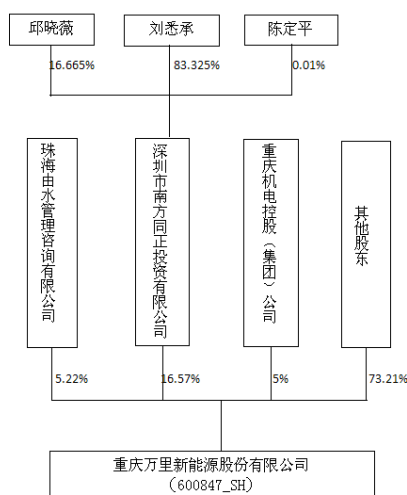 邱晓薇
刘悉承
陈定平
16.665%
83.325%
0.01%
珠海由水管理咨询有限公司
深圳市南方同正投资有限公司
重庆机电控股（集团）公司
其他股东
5.22%
16.57%
5%
73.21%
重庆万里新能源股份有限公司
(600847_SH)